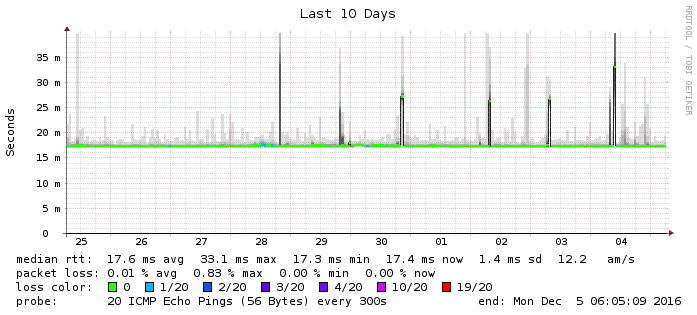 Last 10 Days
RRDTOOL / TOBI OETIKER
Seconds
35 m
30 m
25 m
20 m
15 m
10 m
5 m
0
25 26 27 28 29 30 01 02 03 04
median rtt: 17.6 ms avg 33.1 ms max 17.3 ms min 17.4 ms now 1.4 ms sd 12.2 am/s
packet loss: 0.01 % avg 0.83 % max 0.00 % min 0.00 % now
loss color: 0 1/20 2/20 3/20 4/20 10/20 19/20
probe: 20 ICMP Echo Pings (56 Bytes) every 300s end: Mon Dec 5 06:05:09 2016